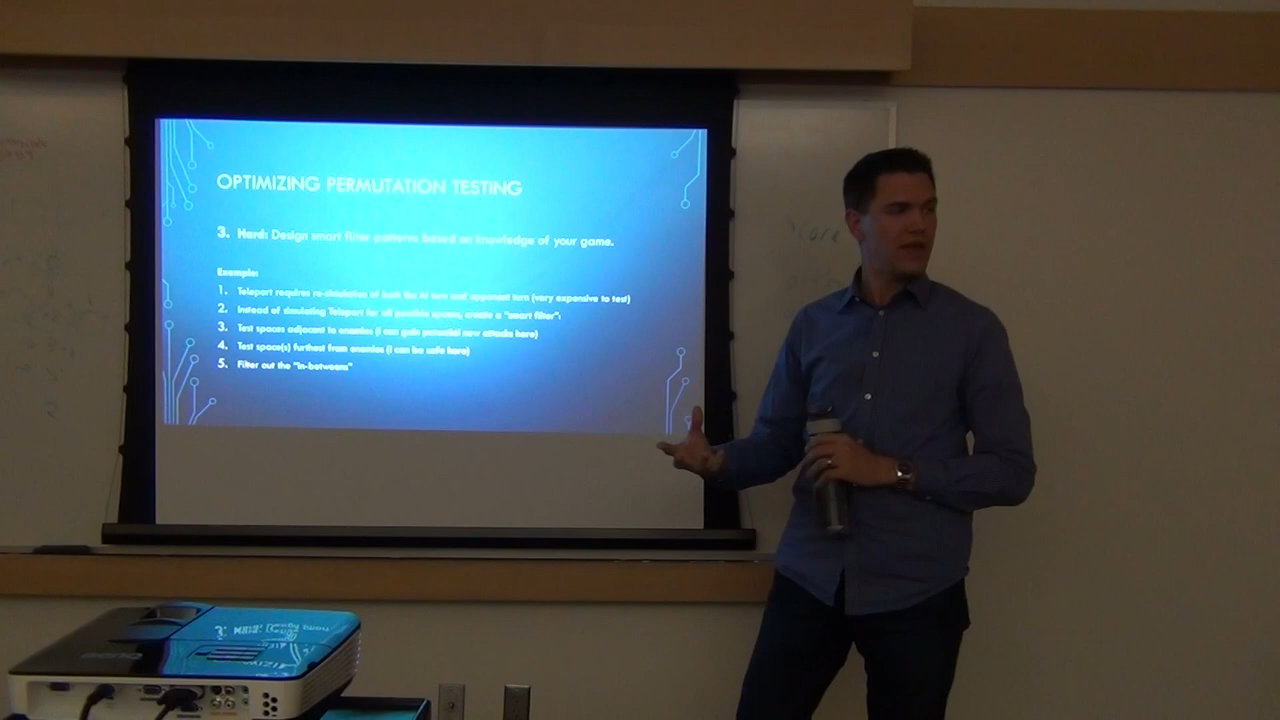 OPTIMIZING PERMUTATION TESTING
3. Hard: Design smart filter patterns based on knowledge of your game.
Example:
1. Teleport requires re-simulation of both the AI turn and opponent turn (very expensive to test)
2. Instead of simulating Teleport for all possible spaces, create a "smart filter":
3. Test spaces adjacent to enemies (I can gain potential new attacks here)
4. Test space(s) furthest from enemies (I can be safe here)
5. Filter out the "in-between"
Score
BenQ